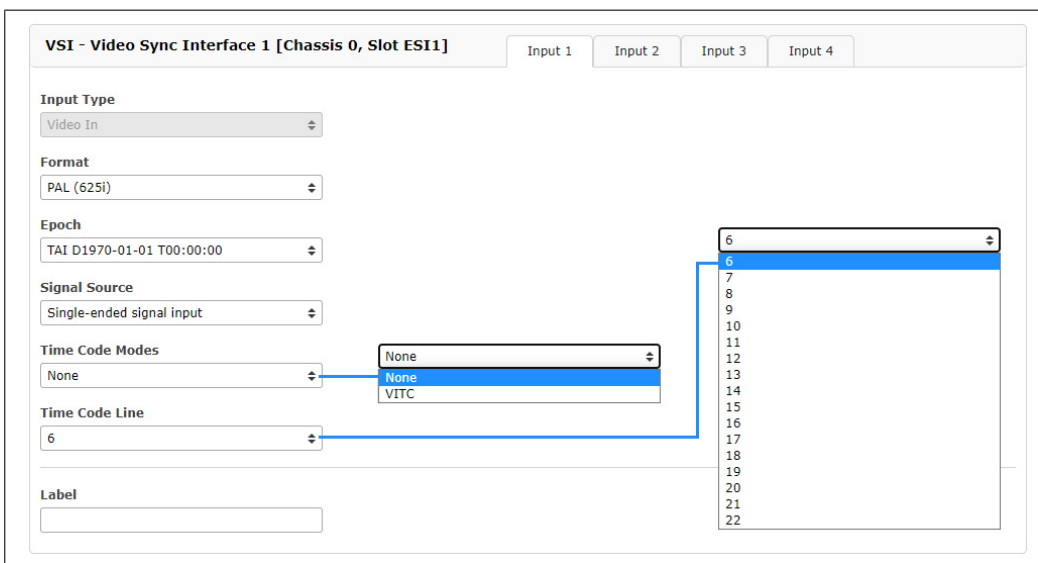 VSI - Video Sync Interface 1 [Chassis 0, Slot ESI1]
Input 1
Input 2
Input 3
Input 4
Input Type
Video In
Format
PAL (625i)
Epoch
TAI D1970-01-01 T00:00:00
Signal Source
Single-ended signal input
Time Code Modes
None
None
None
VITC
Time Code Line
6
6
6
7
8
9
10
11
12
13
14
15
16
17
18
19
20
21
22
Label